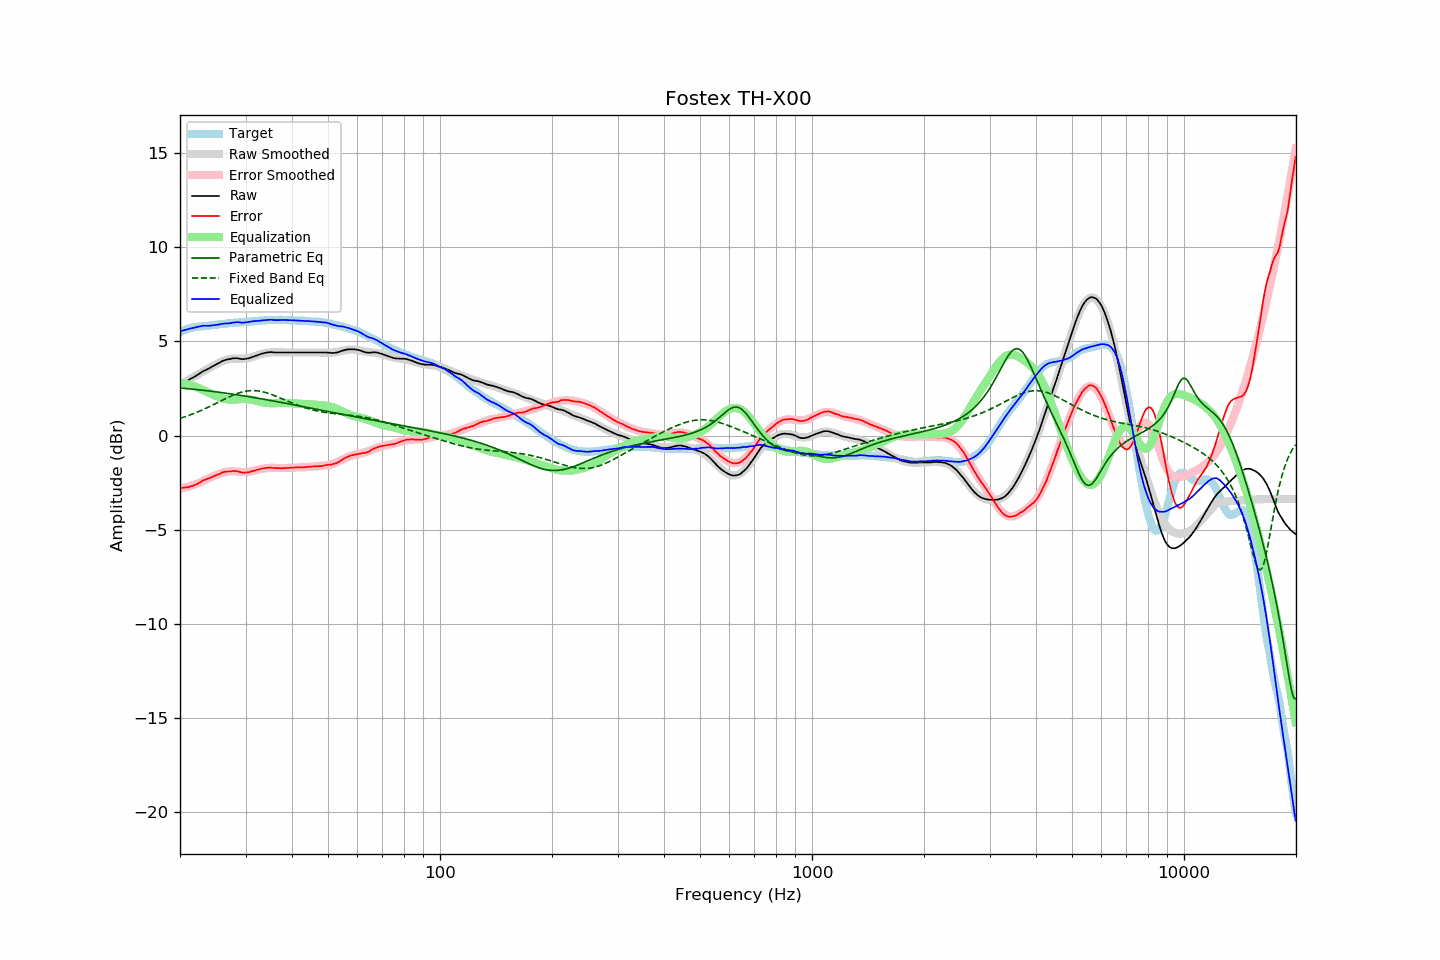 Fostex TH-X00
Target
Raw Smoothed
Error Smoothed
Raw
Error
Equalization
Parametric Eq
Fixed Band Eq
Equalized
15
10
5
0
−5
−10
−15
−20
Amplitude (dBr)
100
1000
10000
Frequency (Hz)